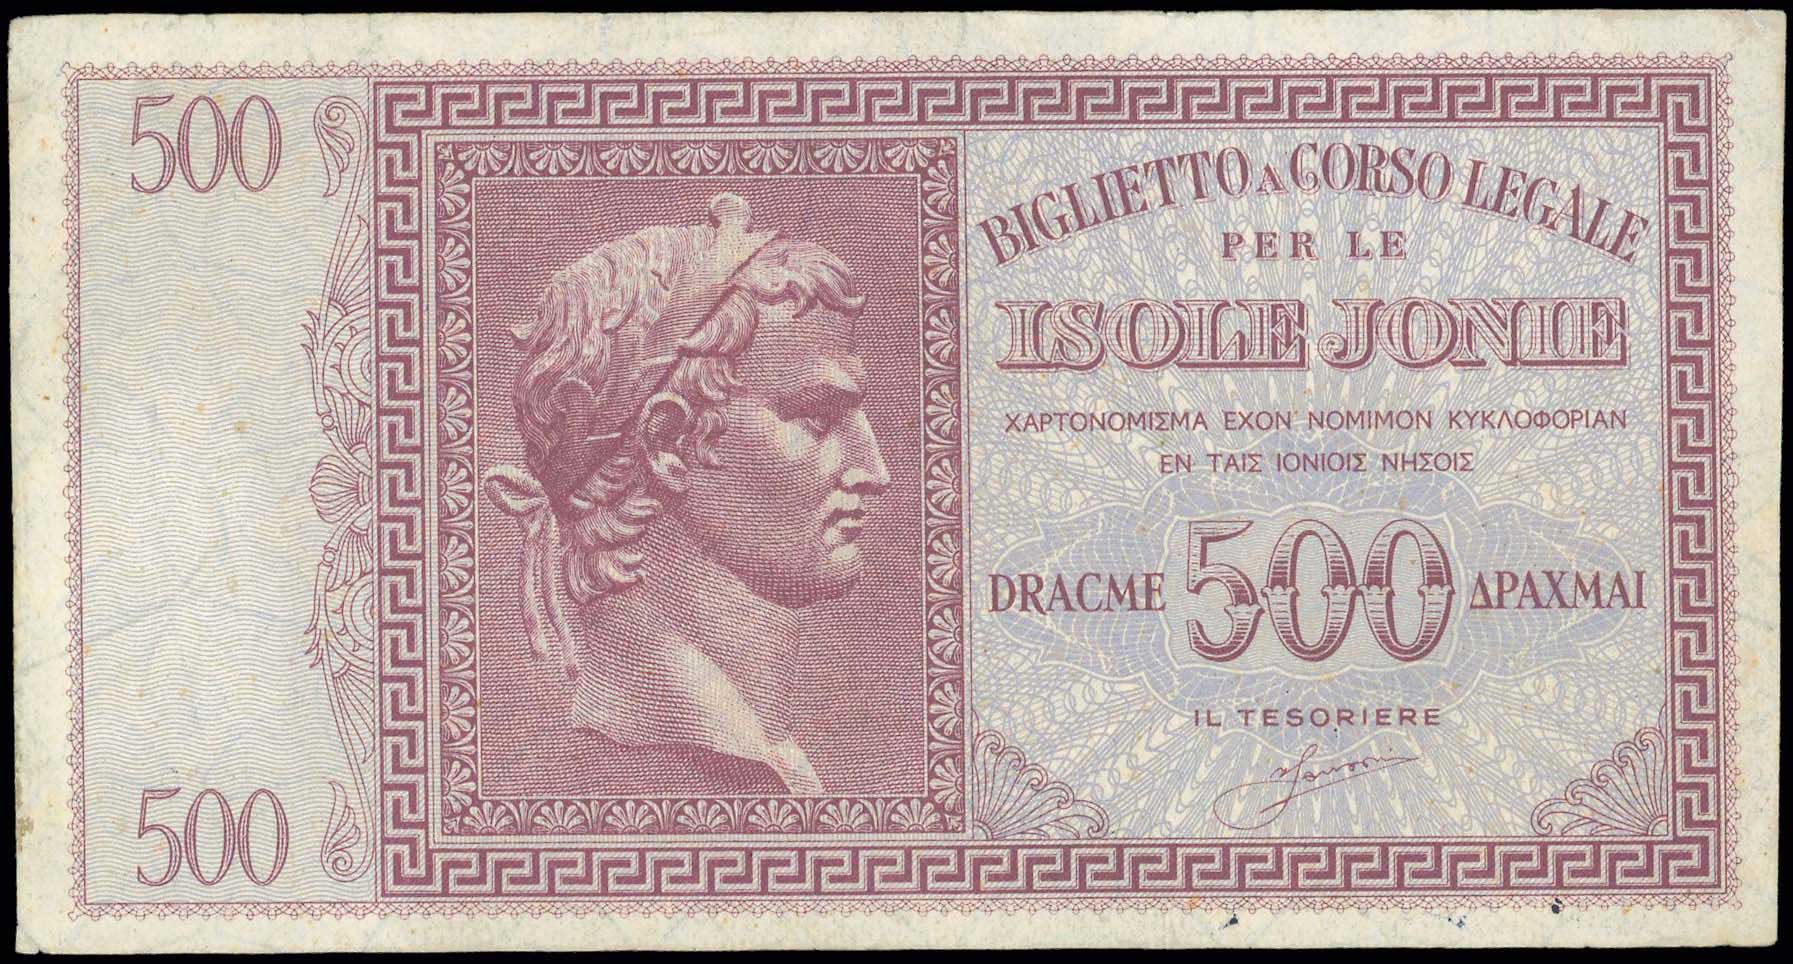 500
BIGLIETTO A CORSO LEGALE
PER LE
ISOLE JONIE
ΧΑΡΤΟΝΟΜΙΣΜΑ ΕΧΟΝ ΝΟΜΙΜΟΝ ΚΥΚΛΟΦΟΡΙΑΝ
ΕΝ ΤΑΙΣ ΙΟΝΙΟΙΣ ΝΗΣΟΙΣ
DRACME 500 ΔΡΑΧΜΑΙ
IL TESORIERE
500